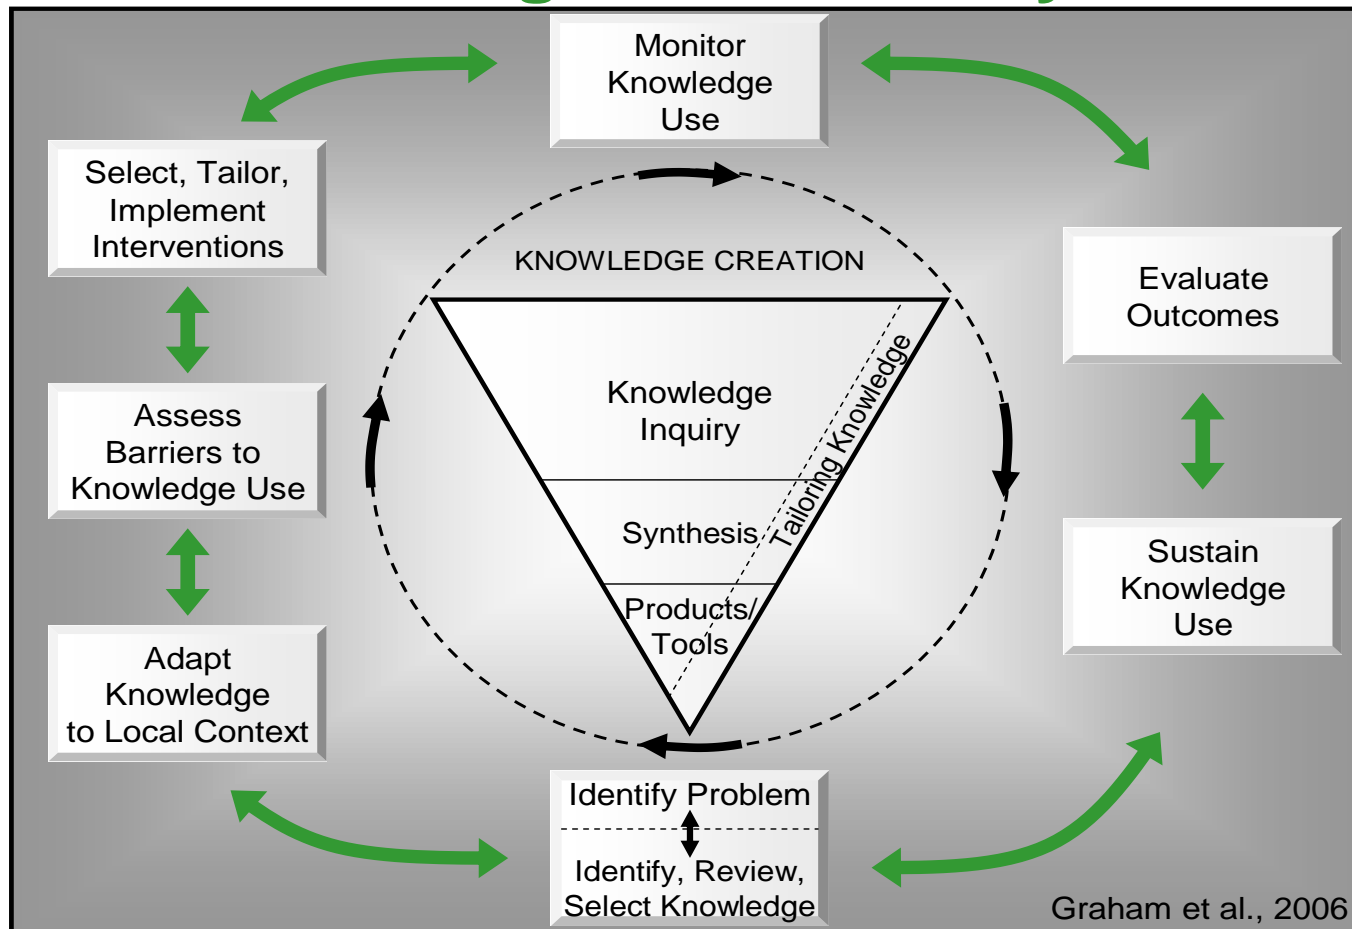 Monitor
Knowledge
Use
Select, Tailor,
Implement
Interventions
KNOWLEDGE CREATION
Evaluate
Outcomes
Knowledge
Inquiry
Tailoring Knowledge
Assess
Barriers to
Knowledge Use
Synthesis
Sustain
Knowledge
Use
Products/
Tools
Adapt
Knowledge
to Local Context
Identify Problem
Identify, Review,
Select Knowledge
Graham et al., 2006